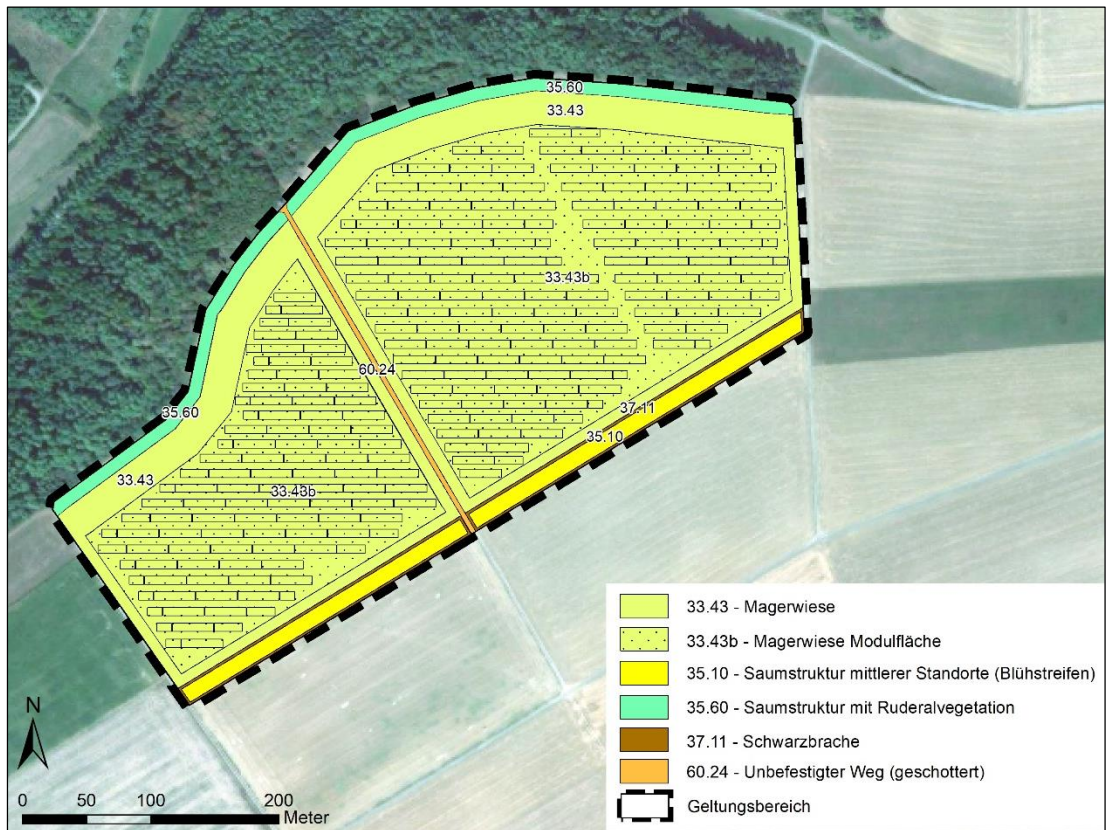 35.60
33.43
33.43b
60.24
37.11
35.10
35.60
33.43
33.43b
33.43 - Magerwiese
33.43b - Magerwiese Modulfläche
35.10 - Saumstruktur mittlerer Standorte (Blühstreifen)
35.60 - Saumstruktur mit Ruderalvegetation
37.11 - Schwarzbrache
60.24 - Unbefestigter Weg (geschottert)
Geltungsbereich
N
0 50 100 200
Meter